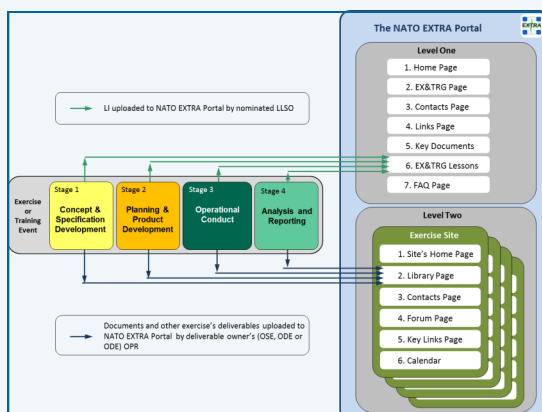 The NATO EXTRA Portal
EXTRA
Level One
1. Home Page
2. EX&TRG Page
3. Contacts Page
4. Links Page
5. Key Documents
6. EX&TRG Lessons
7. FAQ Page
LI uploaded to NATO EXTRA Portal by nominated LLSO
Exercise
or
Training
Event
Stage 1
Concept &
Specification
Development
Stage 2
Planning &
Product
Development
Stage 3
Operational
Conduct
Stage 4
Analysis and
Reporting
Level Two
Exercise Site
1. Site's Home Page
2. Library Page
3. Contacts Page
4. Forum Page
5. Key Links Page
6. Calendar
Documents and other exercise's deliverables uploaded to
NATO EXTRA Portal by deliverable owner's (OSE, ODE or
ODE) OPR